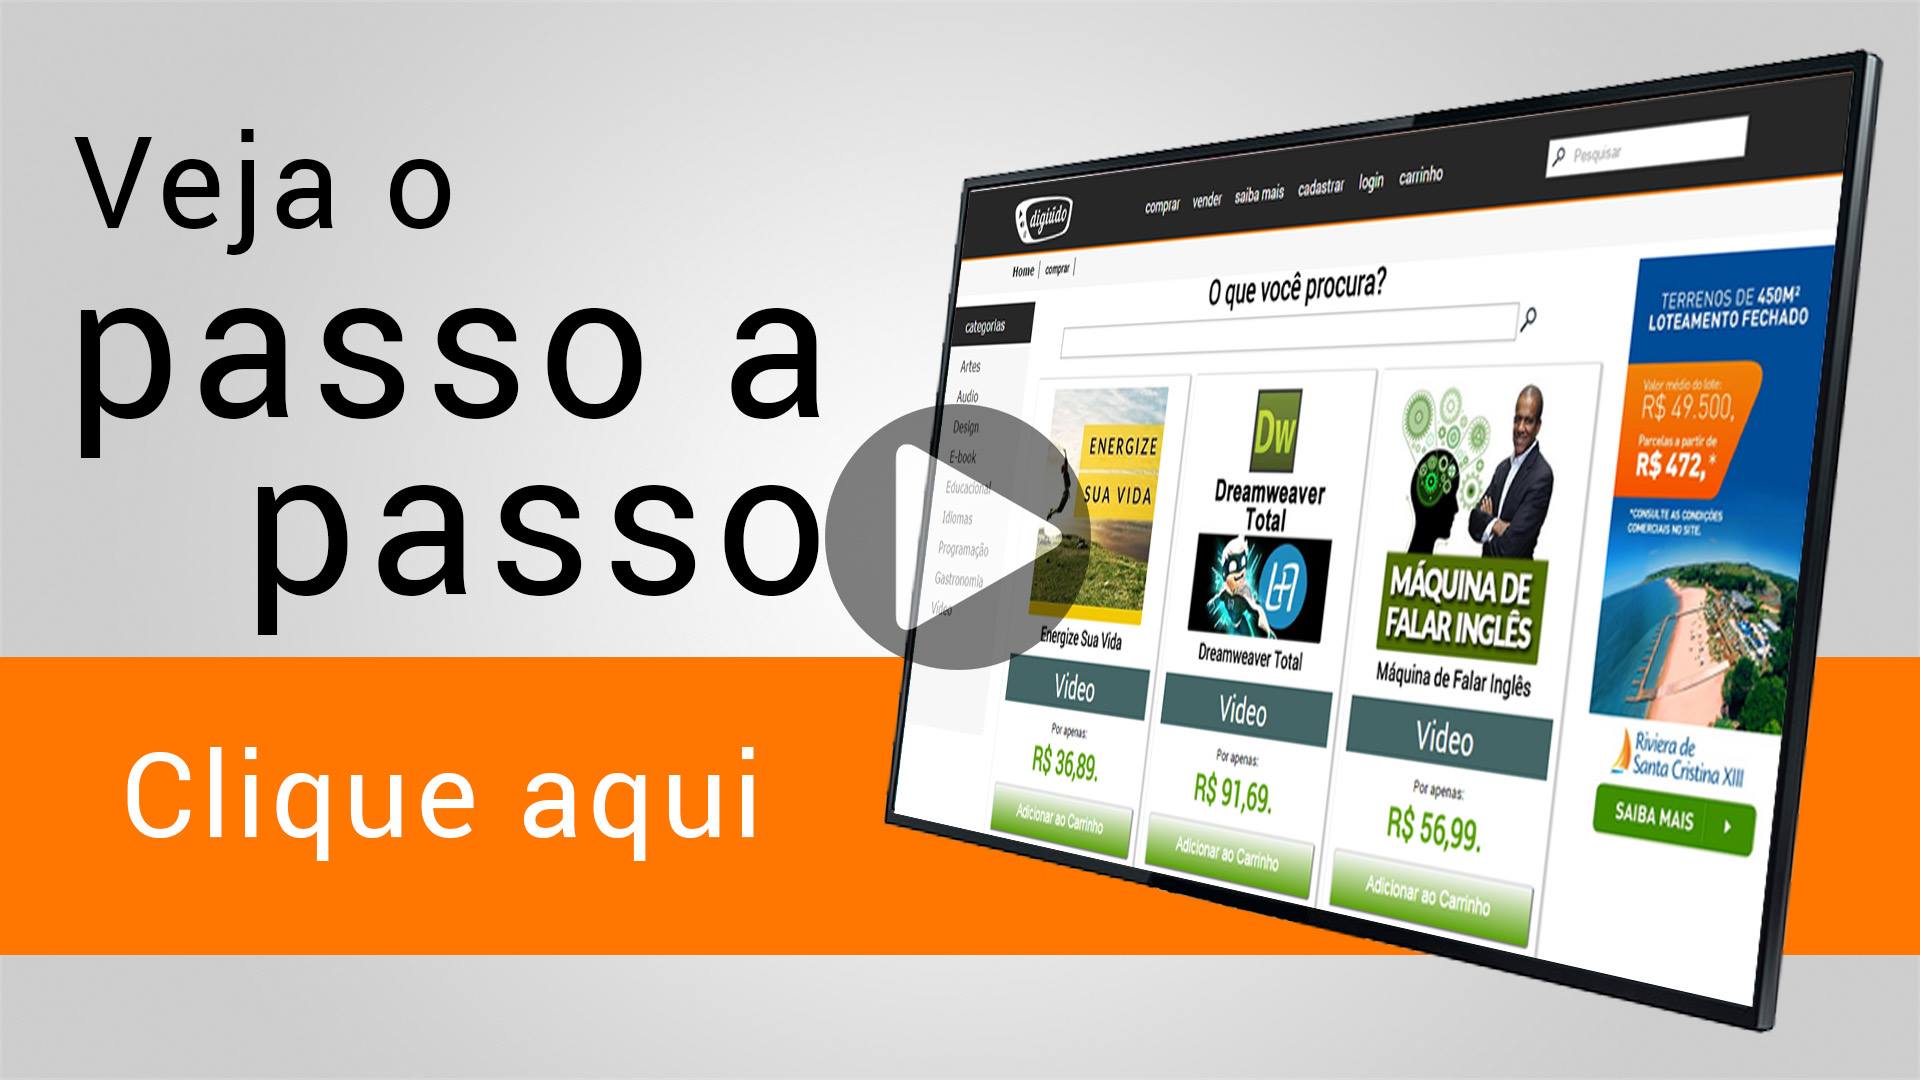 Veja o
passo a
passo
Clique aqui
digiúdo
comprar vender saiba mais cadastrar login carrinho
Pesquisar
Home comprar
O que você procura?
categorias
Artes
Audio
Design
E-book
Educacional
Idiomas
Programação
Gastronomia
Video
ENERGIZE
SUA VIDA
Energize Sua Vida
Video
Por apenas:
R$ 36,89.
Adicionar ao Carrinho
Dw
Dreamweaver
Total
Dreamweaver Total
Video
Por apenas:
R$ 91,69.
Adicionar ao Carrinho
MÁQUINA DE
FALAR INGLÊS
Máquina de Falar Inglês
Video
Por apenas:
R$ 56,99.
Adicionar ao Carrinho
TERRENOS DE 450M²
LOTEAMENTO FECHADO
Valor médio do lote:
R$ 49.500,
Parcelas a partir de
R$ 472,*
*CONSULTE AS CONDIÇÕES
COMERCIAIS NO SITE.
Riviera de
Santa Cristina XIII
SAIBA MAIS